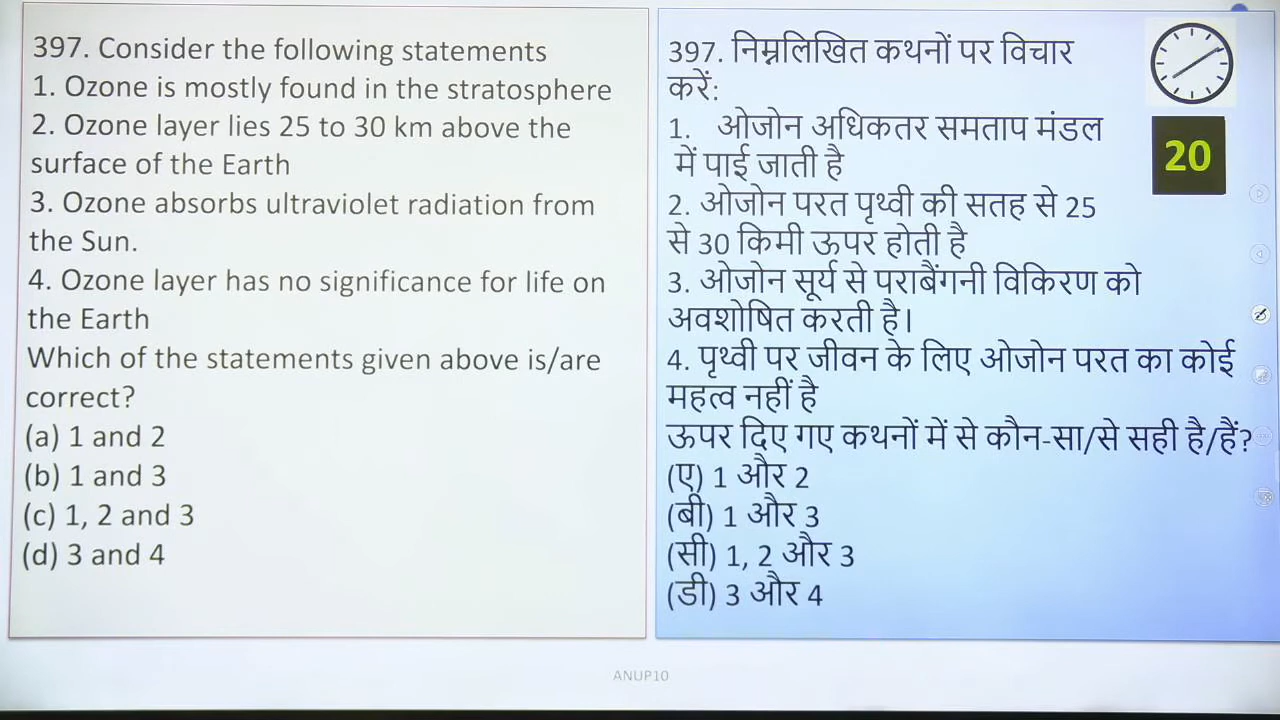 397. Consider the following statements
1. Ozone is mostly found in the stratosphere
2. Ozone layer lies 25 to 30 km above the
surface of the Earth
3. Ozone absorbs ultraviolet radiation from
the Sun.
4. Ozone layer has no significance for life on
the Earth
Which of the statements given above is/are
correct?
(a) 1 and 2
(b) 1 and 3
(c) 1, 2 and 3
(d) 3 and 4
397. निम्नलिखित कथनों पर विचार
करें:
1. ओजोन अधिकतर समताप मंडल
में पाई जाती है
2. ओजोन परत पृथ्वी की सतह से 25
से 30 किमी ऊपर होती है
3. ओजोन सूर्य से पराबैंगनी विकिरण को
अवशोषित करती है।
4. पृथ्वी पर जीवन के लिए ओजोन परत का कोई
महत्व नहीं है
ऊपर दिए गए कथनों में से कौन-सा/से सही है/हैं?
(ए) 1 और 2
(बी) 1 और 3
(सी) 1, 2 और 3
(डी) 3 और 4
20
ANUP10